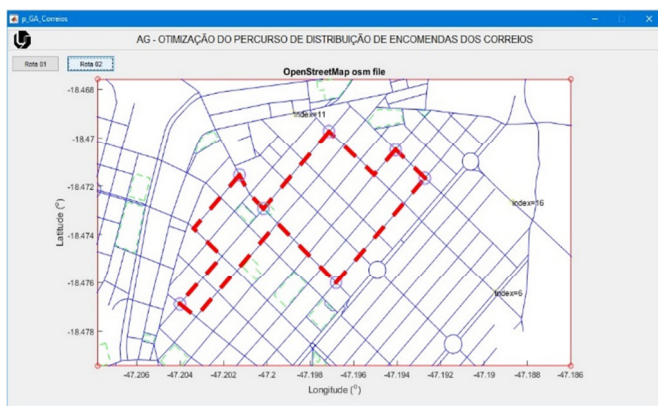 p_GA_Correios
AG - OTIMIZAÇÃO DO PERCURSO DE DISTRIBUIÇÃO DE ENCOMENDAS DOS CORREIOS
Rota 01
Rota 02
OpenStreetMap osm file
-18.468
-18.47
-18.472
-18.474
-18.476
-18.478
Latitude (°)
Index=11
Index=16
Index=6
-47.206
-47.204
-47.202
-47.2
-47.198
-47.196
-47.194
-47.192
-47.19
-47.188
-47.186
Longitude (°)